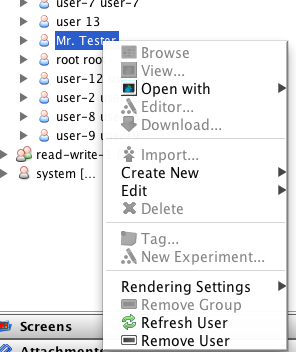 user-7 user-7
user 13
Mr. Tester
Browse
View...
root roo
Open with
user-12
Editor...
user-2 u
Download...
user-8 u
user-9 u
Import...
read-write-
Create New
system [...
Edit
Delete
Tag...
New Experiment...
Rendering Settings
Remove Group
Screens
Refresh User
Attachments
Remove User